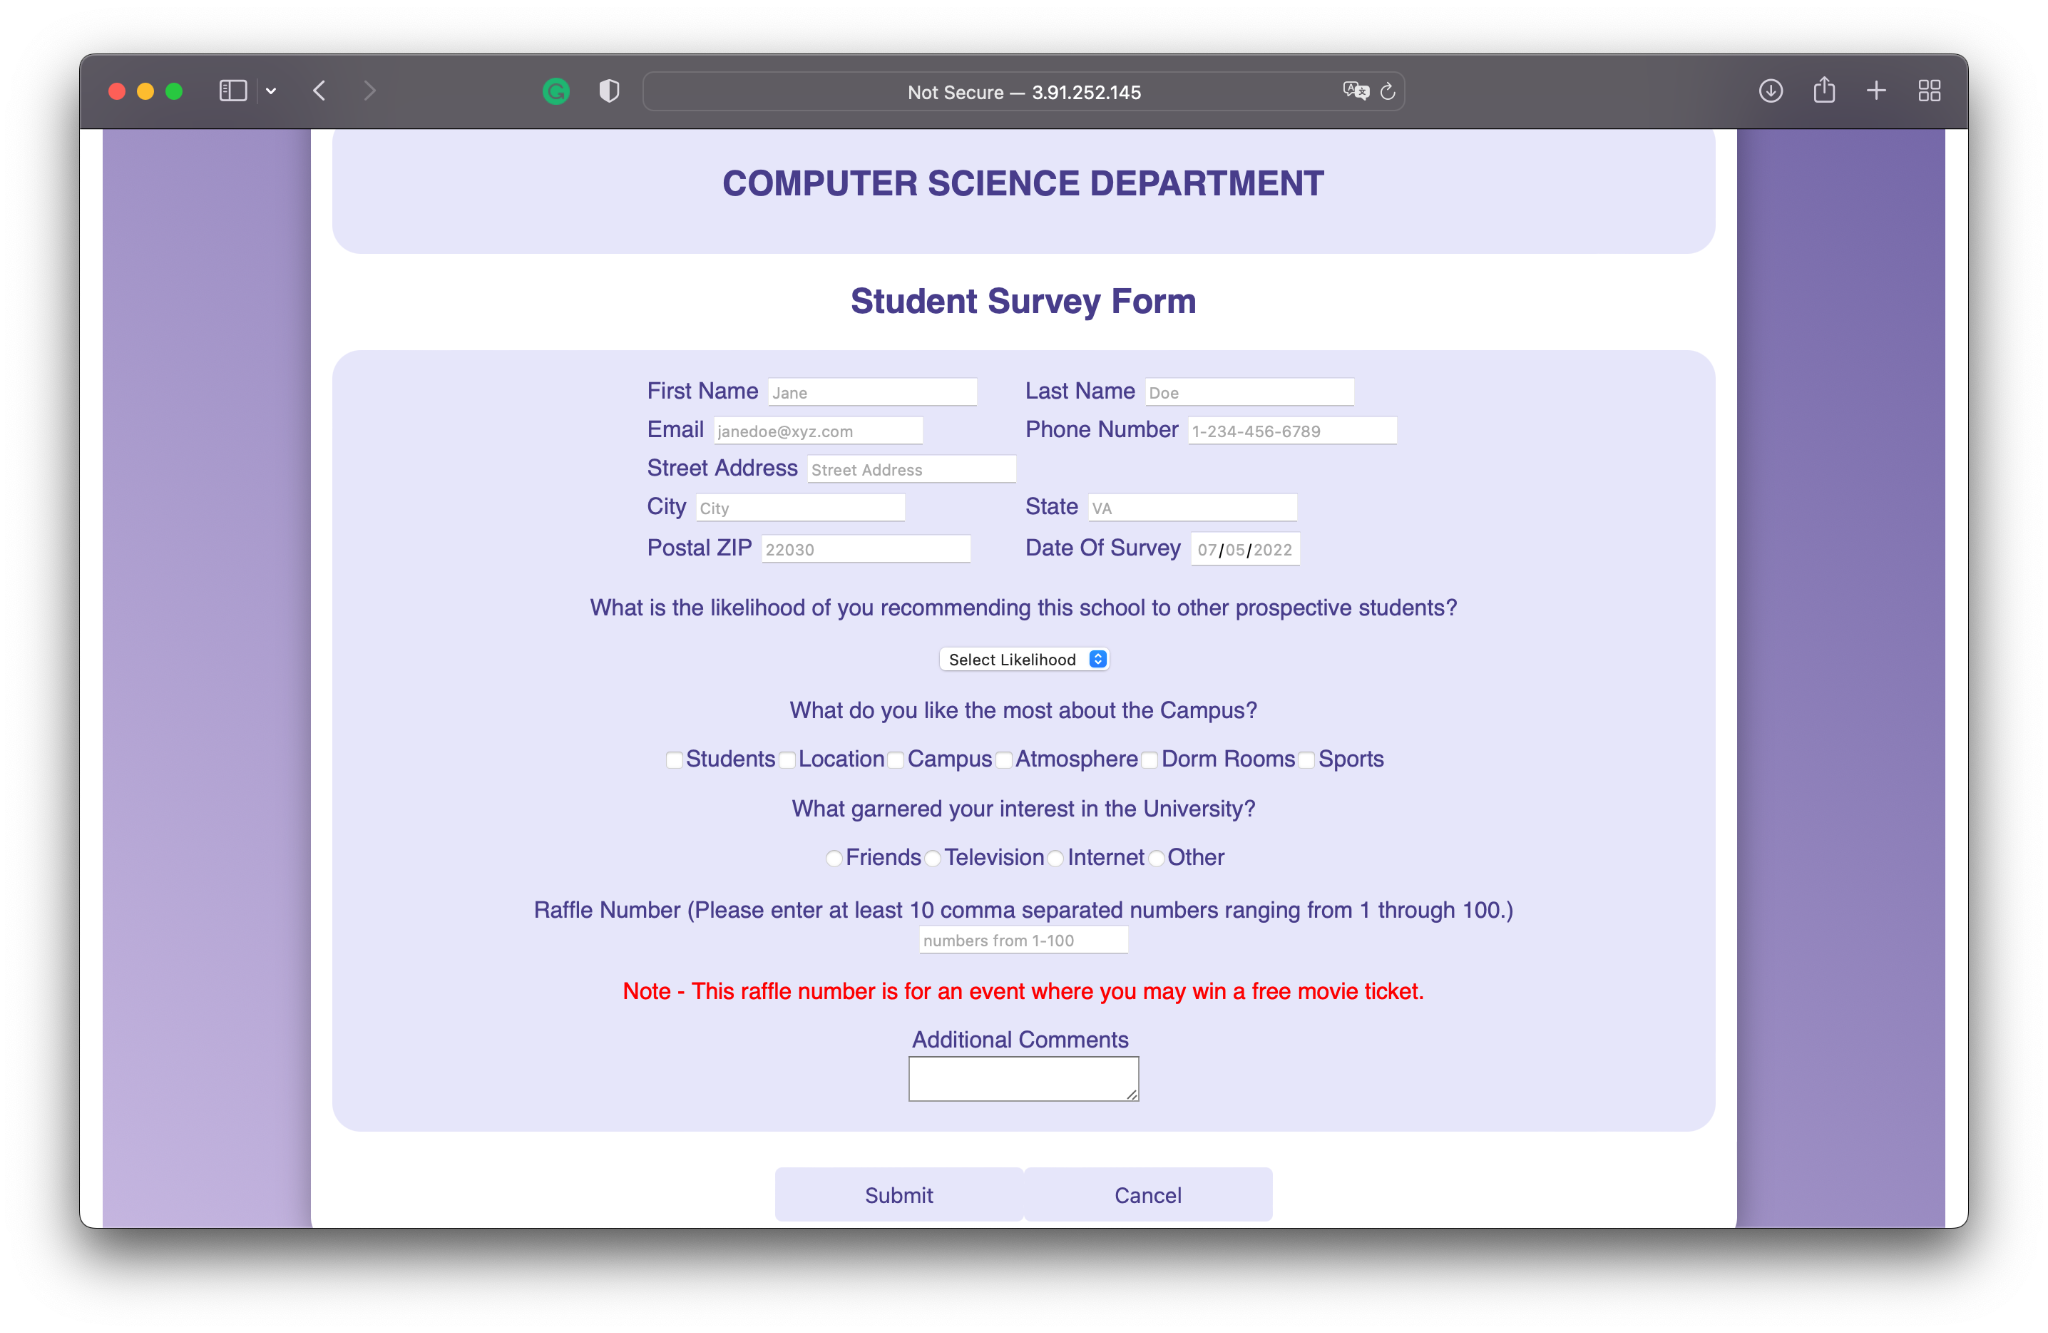 Not Secure — 3.91.252.145
COMPUTER SCIENCE DEPARTMENT
Student Survey Form
First Name Jane Last Name Doe
Email janedoe@xyz.com Phone Number 1-234-456-6789
Street Address Street Address
City City State VA
Postal ZIP 22030 Date Of Survey 07/05/2022
What is the likelihood of you recommending this school to other prospective students?
Select Likelihood
What do you like the most about the Campus?
Students Location Campus Atmosphere Dorm Rooms Sports
What garnered your interest in the University?
Friends Television Internet Other
Raffle Number (Please enter at least 10 comma separated numbers ranging from 1 through 100.)
numbers from 1-100
Note - This raffle number is for an event where you may win a free movie ticket.
Additional Comments
Submit Cancel